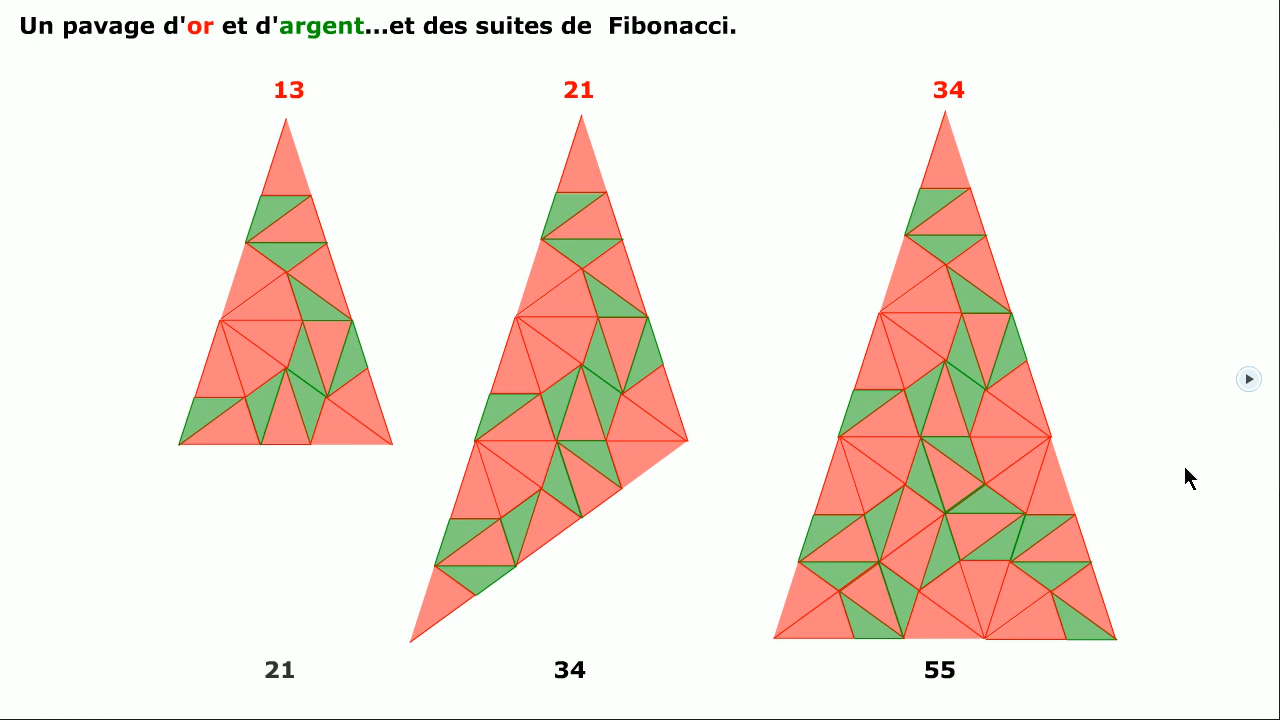 Un pavage d'or et d'argent...et des suites de  Fibonacci.
13 21 34
21 34 55